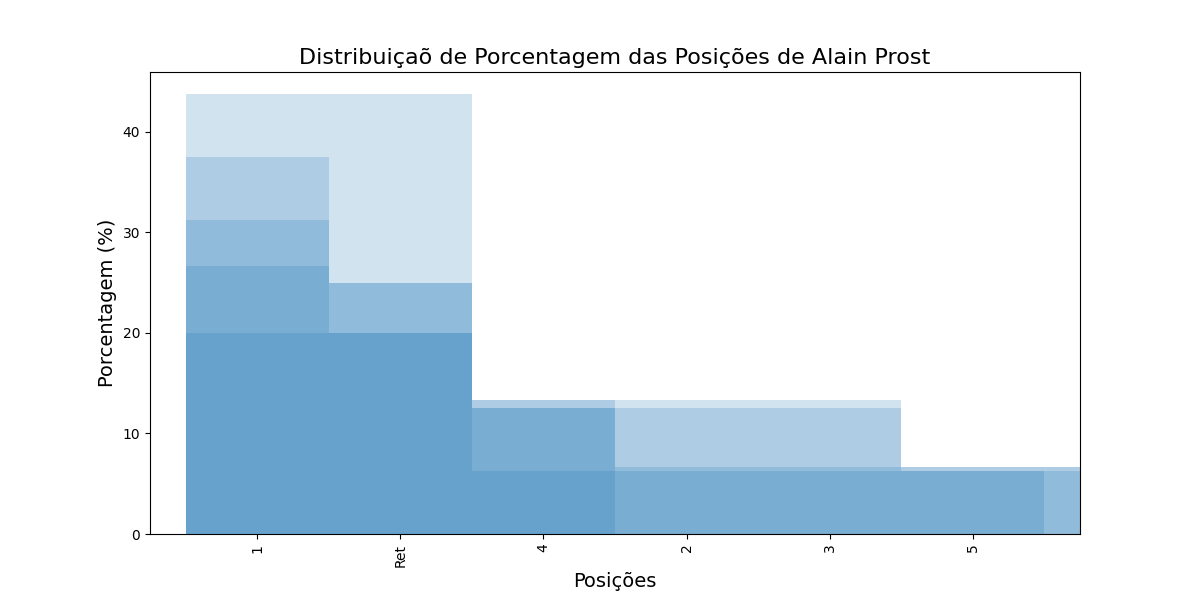 Distribuiçaõ de Porcentagem das Posições de Alain Prost
Porcentagem (%)
40
30
20
10
0
1
Ret
4
2
3
5
Posições